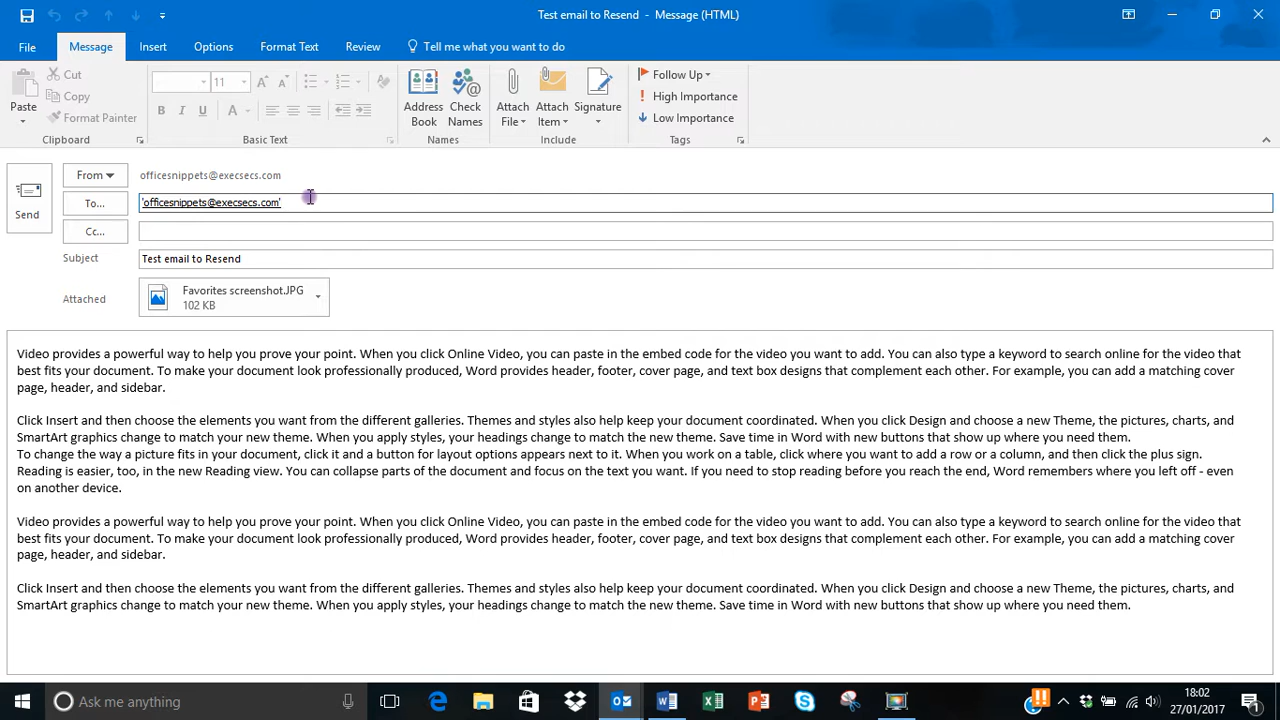 Test email to Resend - Message (HTML)
File Message Insert Options Format Text Review Tell me what you want to do
Paste
Cut
Copy
Format Painter
Clipboard
11
B I U A
Basic Text
Address Book
Check Names
Names
Attach File
Attach Item
Signature
Include
Follow Up
High Importance
Low Importance
Tags
Send
From officesnippets@execsecs.com
To... 'officesnippets@execsecs.com'
Cc...
Subject Test email to Resend
Attached Favorites screenshot.JPG
102 KB
Video provides a powerful way to help you prove your point. When you click Online Video, you can paste in the embed code for the video you want to add. You can also type a keyword to search online for the video that
best fits your document. To make your document look professionally produced, Word provides header, footer, cover page, and text box designs that complement each other. For example, you can add a matching cover
page, header, and sidebar.
Click Insert and then choose the elements you want from the different galleries. Themes and styles also help keep your document coordinated. When you click Design and choose a new Theme, the pictures, charts, and
SmartArt graphics change to match your new theme. When you apply styles, your headings change to match the new theme. Save time in Word with new buttons that show up where you need them.
To change the way a picture fits in your document, click it and a button for layout options appears next to it. When you work on a table, click where you want to add a row or a column, and then click the plus sign.
Reading is easier, too, in the new Reading view. You can collapse parts of the document and focus on the text you want. If you need to stop reading before you reach the end, Word remembers where you left off - even
on another device.
Video provides a powerful way to help you prove your point. When you click Online Video, you can paste in the embed code for the video you want to add. You can also type a keyword to search online for the video that
best fits your document. To make your document look professionally produced, Word provides header, footer, cover page, and text box designs that complement each other. For example, you can add a matching cover
page, header, and sidebar.
Click Insert and then choose the elements you want from the different galleries. Themes and styles also help keep your document coordinated. When you click Design and choose a new Theme, the pictures, charts, and
SmartArt graphics change to match your new theme. When you apply styles, your headings change to match the new theme. Save time in Word with new buttons that show up where you need them.
Ask me anything
18:02
27/01/2017